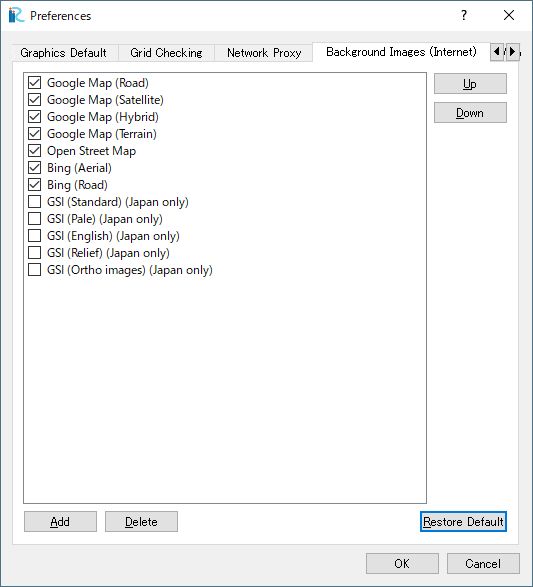 Preferences
Graphics Default Grid Checking Network Proxy Background Images (Internet)
Google Map (Road)
Google Map (Satellite)
Google Map (Hybrid)
Google Map (Terrain)
Open Street Map
Bing (Aerial)
Bing (Road)
GSI (Standard) (Japan only)
GSI (Pale) (Japan only)
GSI (English) (Japan only)
GSI (Relief) (Japan only)
GSI (Ortho images) (Japan only)
Up
Down
Add Delete Restore Default
OK Cancel